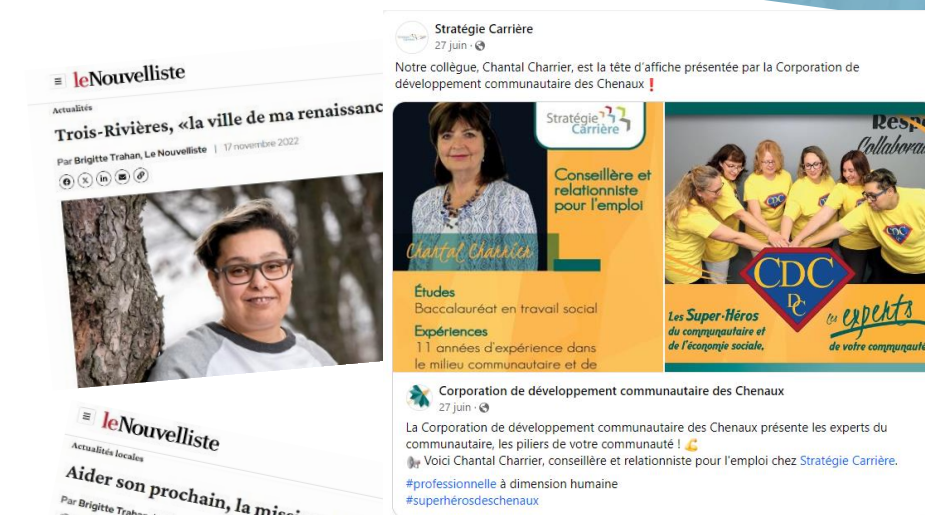 leNouvelliste
Actualités
Trois-Rivières, «la ville de ma
Par Brigitte Trahan, Le Nouvelliste | 17 novembre 2022
leNouvelliste
Actualités locales
Aider son prochain, la
Par Brigitte
Stratégie Carrière
27 juin ·
Notre collègue, Chantal Charrier, est la tête d'affiche présentée par la Corporation de
développement communautaire des Chenaux ❗
Stratégie
Carrière
Conseillère et
relationniste
pour l'emploi
Chantal Charrier
Études
Baccalauréat en travail social
Expériences
11 années d'expérience dans
le milieu communautaire et de
CDC
CDC
CDC
DC
Les Super-Héros
du communautaire et
de l'économie sociale,
les experts
de votre communauté
Corporation de développement communautaire des Chenaux
27 juin ·
La Corporation de développement communautaire des Chenaux présente les experts du
communautaire, les piliers de votre communauté ! 💪
Voici Chantal Charrier, conseillère et relationniste pour l'emploi chez Stratégie Carrière.
#professionnelle à dimension humaine
#superhérosdeschenaux